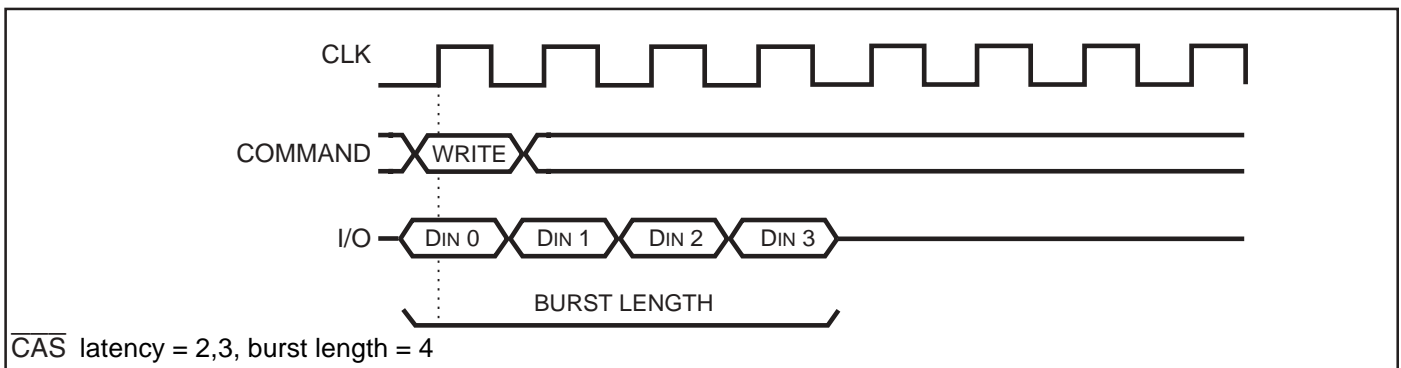 CLK
COMMAND
WRITE
I/O
DIN 0
DIN 1
DIN 2
DIN 3
BURST LENGTH
CAS latency = 2,3, burst length = 4